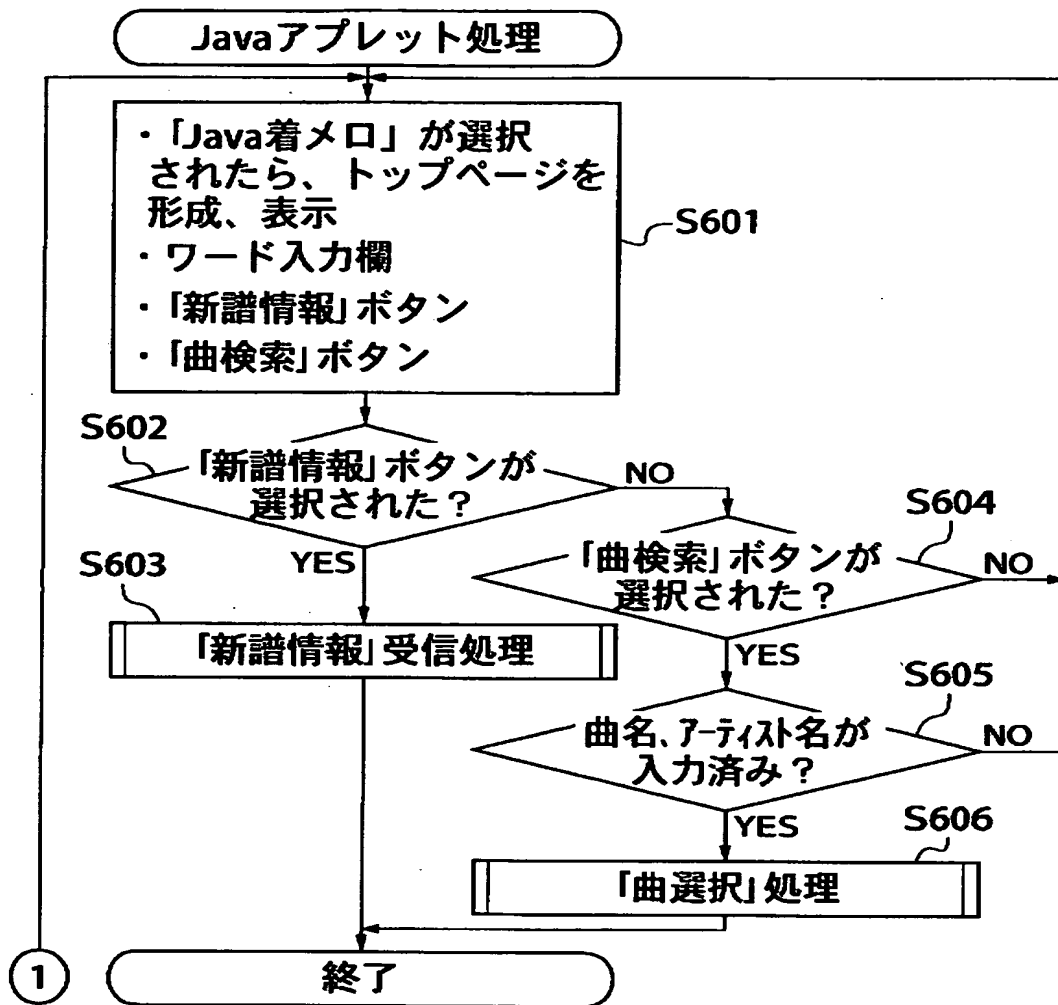 Javaアプレット処理
・「Java着メロ」が選択
されたら、トップページを
形成、表示
・ワード入力欄
・「新譜情報」ボタン
・「曲検索」ボタン
S601
S602
「新譜情報」ボタンが
選択された？
NO
YES
S604
「曲検索」ボタンが
選択された？
NO
YES
S603
「新譜情報」受信処理
S605
曲名、アーティスト名が
入力済み？
NO
YES
S606
「曲選択」処理
1
終了